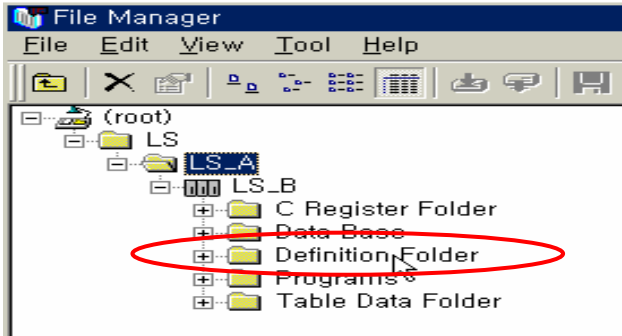 File Manager
File Edit View Tool Help
(root)
LS
LS_A
LS_B
C Register Folder
Data Base
Definition Folder
Programs
Table Data Folder